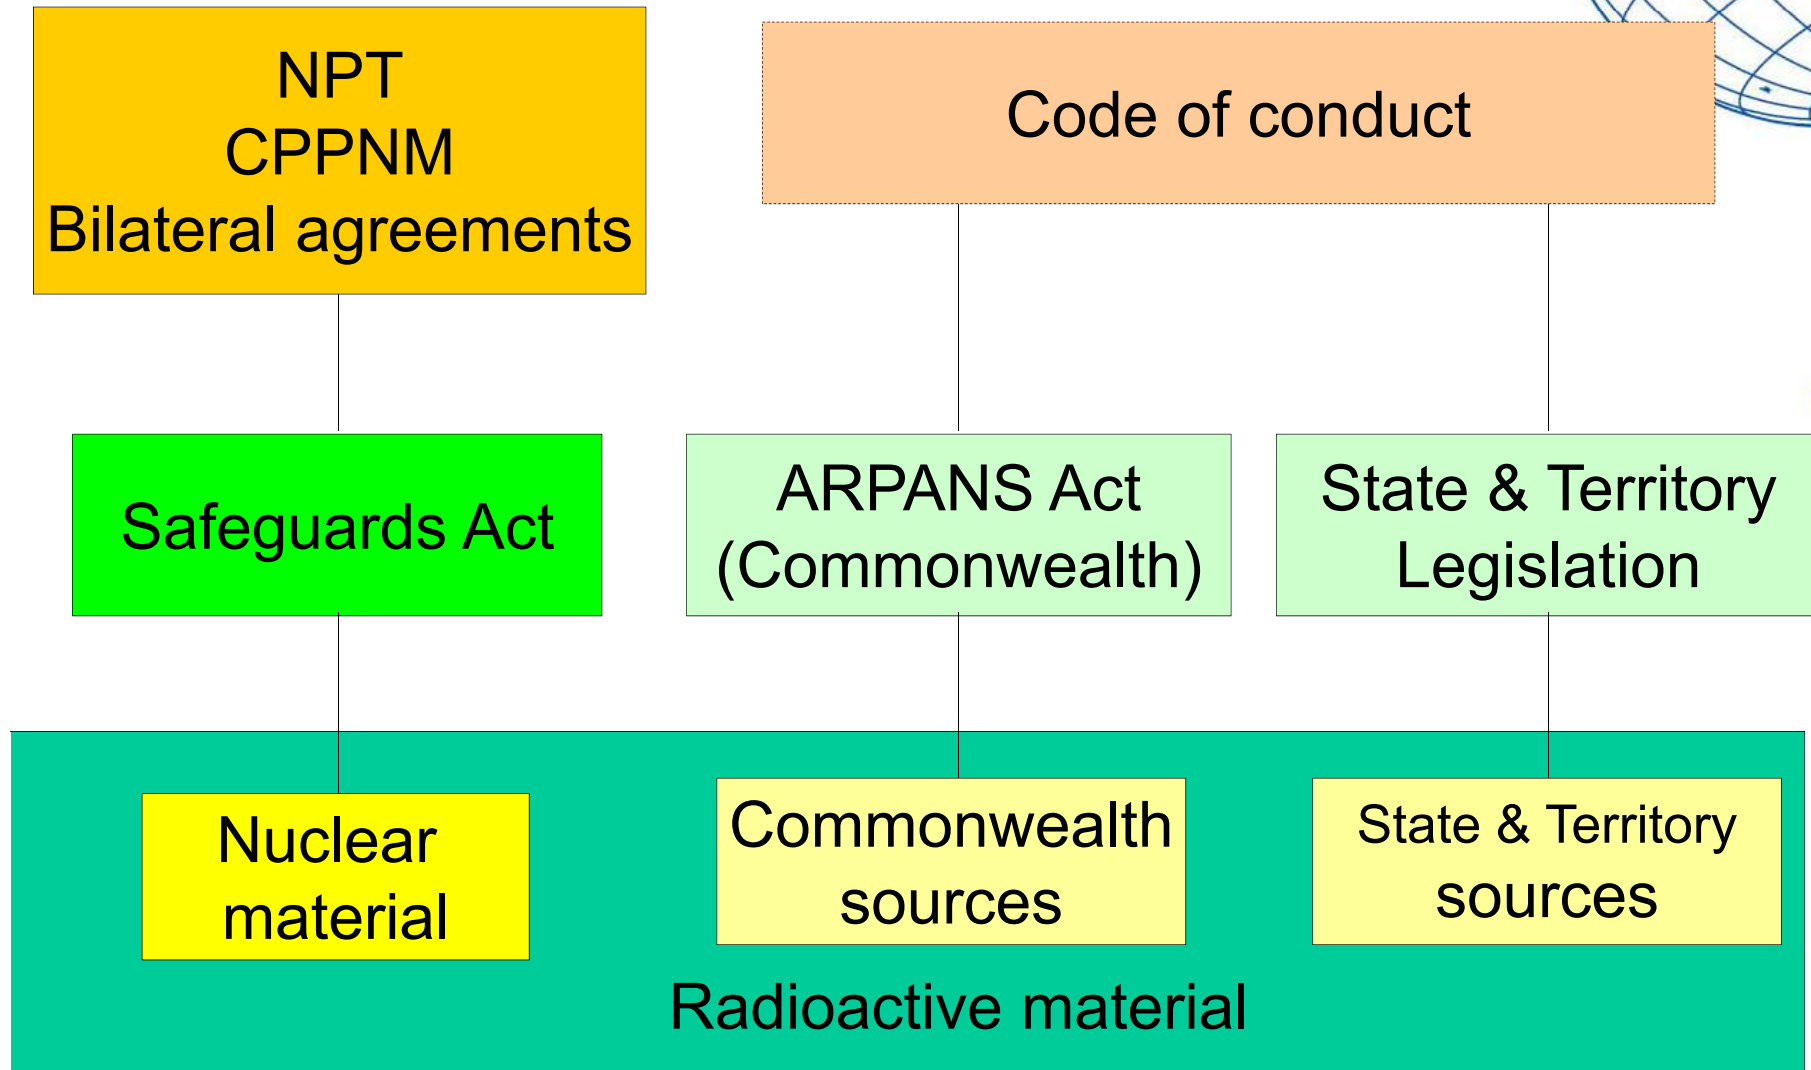 NPT
CPPNM
Bilateral agreements
Code of conduct
Safeguards Act
ARPANS Act
(Commonwealth)
State & Territory
Legislation
Nuclear
material
Commonwealth
sources
State & Territory
sources
Radioactive material